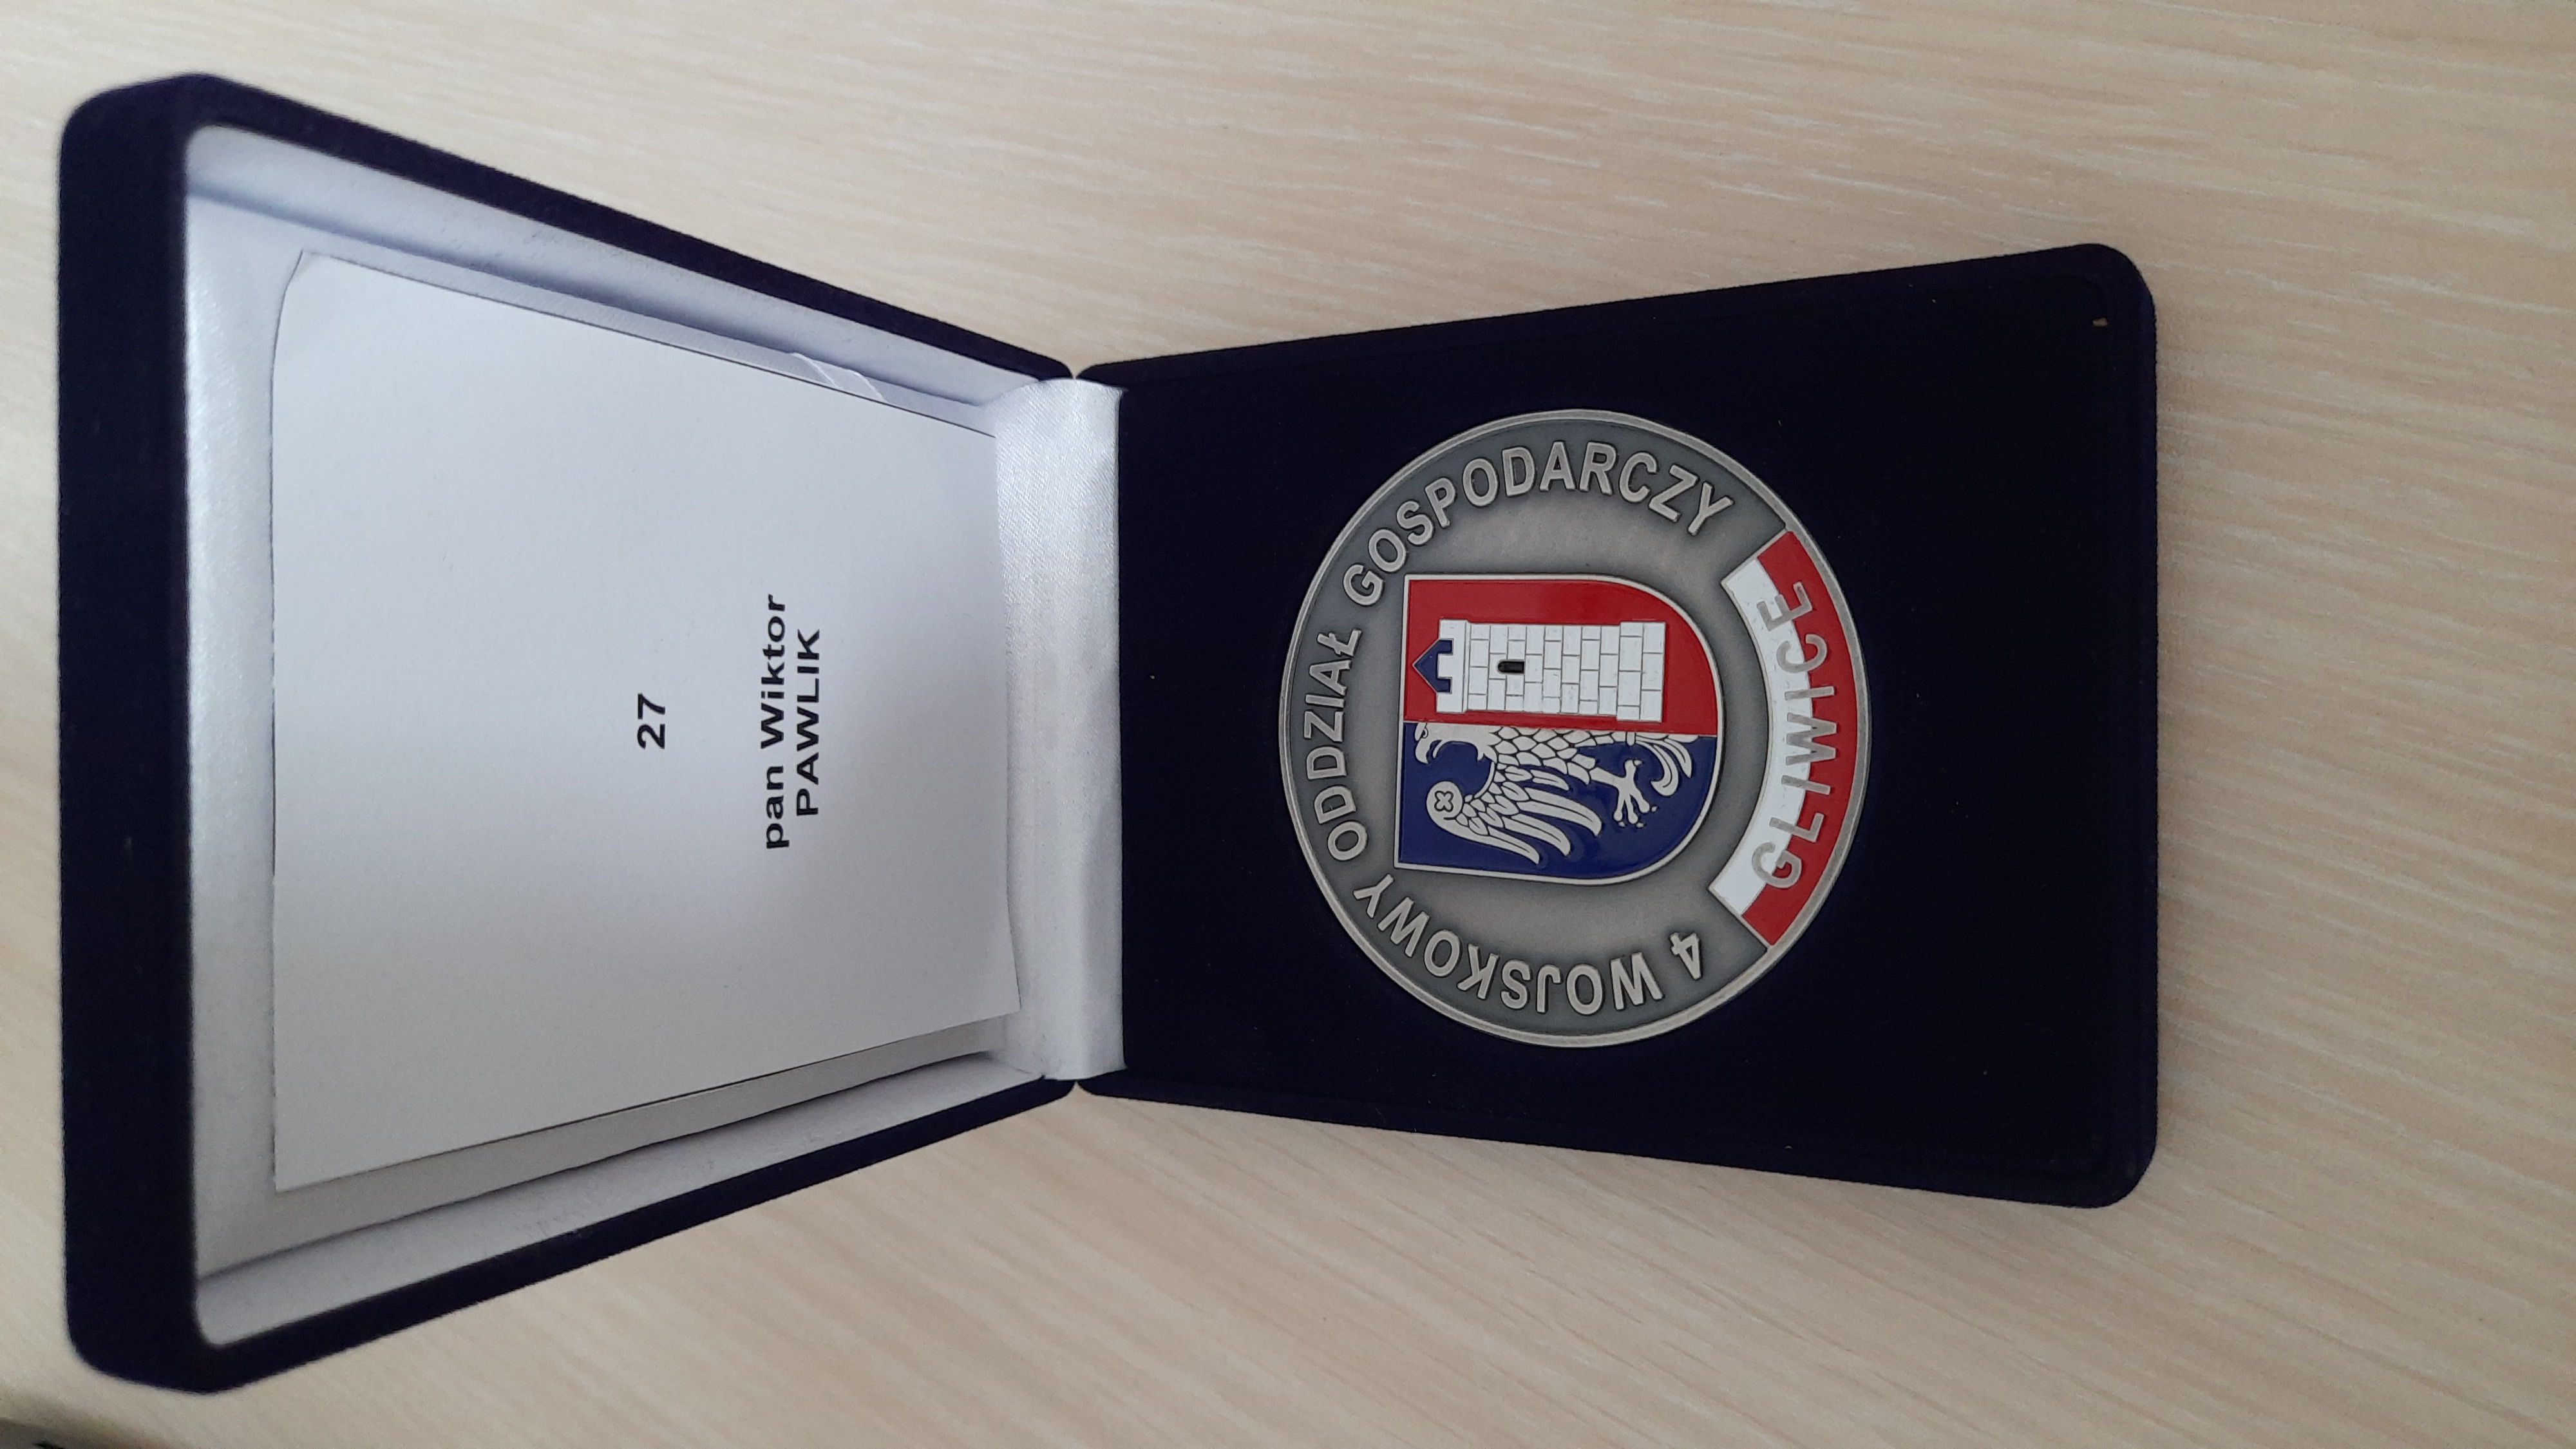 27
pan Wiktor
PAWLIK
4 WOJSKOWY ODDZIAŁ GOSPODARCZY
GLIWICE